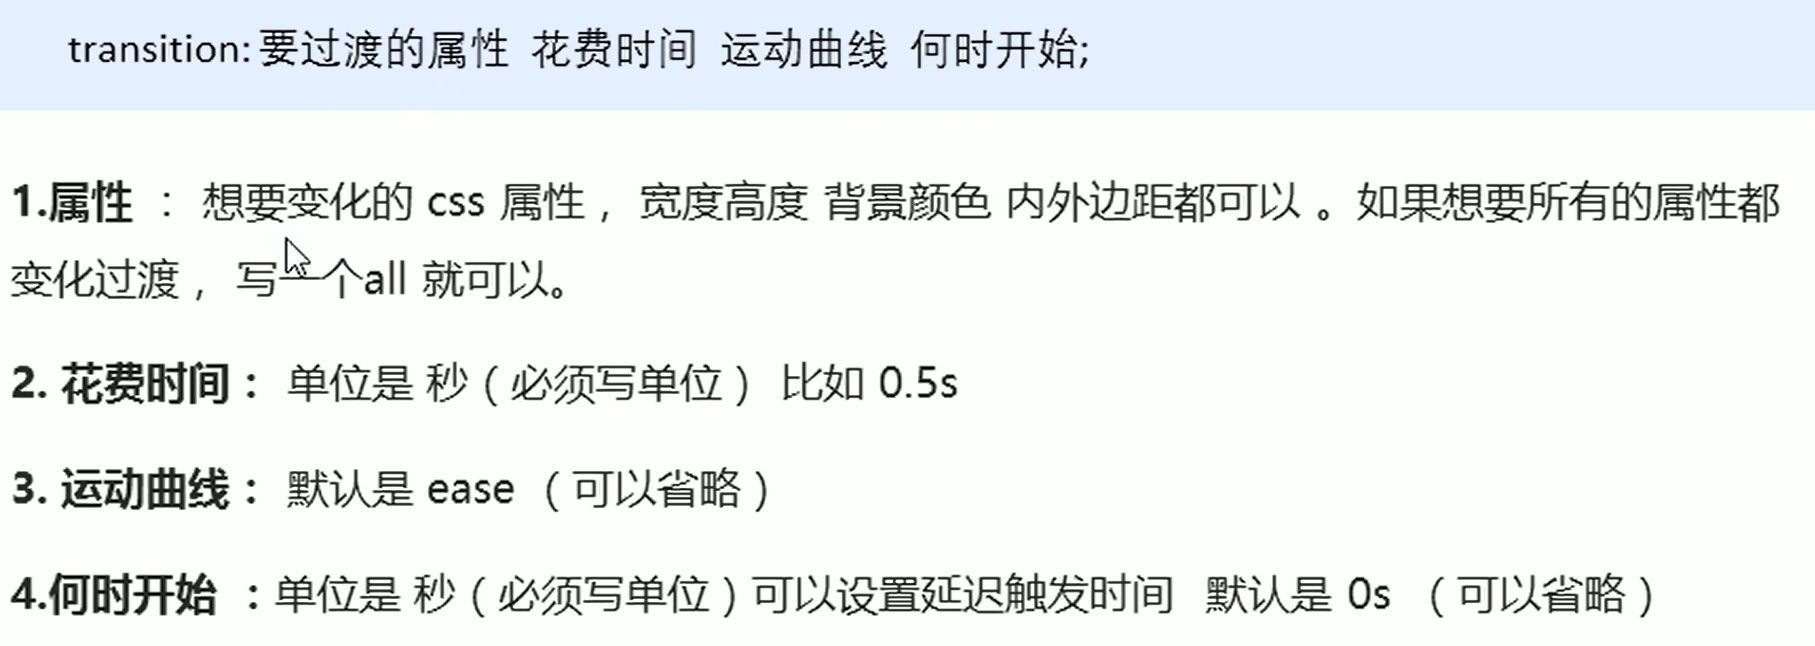 transition: 要过渡的属性 花费时间 运动曲线 何时开始;
1.属性 ： 想要变化的 css 属性， 宽度高度 背景颜色 内外边距都可以 。如果想要所有的属性都
变化过渡， 写一个all 就可以。
2. 花费时间： 单位是 秒（必须写单位） 比如 0.5s
3. 运动曲线： 默认是 ease （可以省略）
4.何时开始 ：单位是 秒（必须写单位）可以设置延迟触发时间 默认是 0s （可以省略）